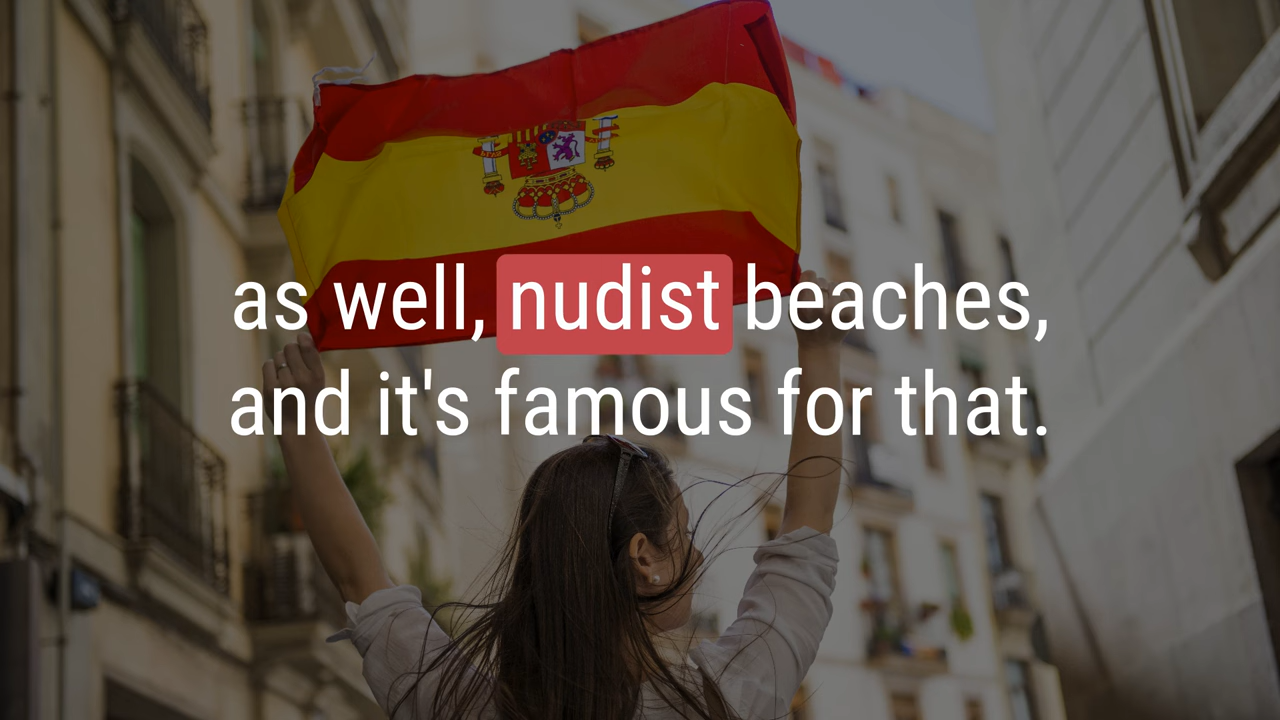 as well, nudist beaches,
and it's famous for that.